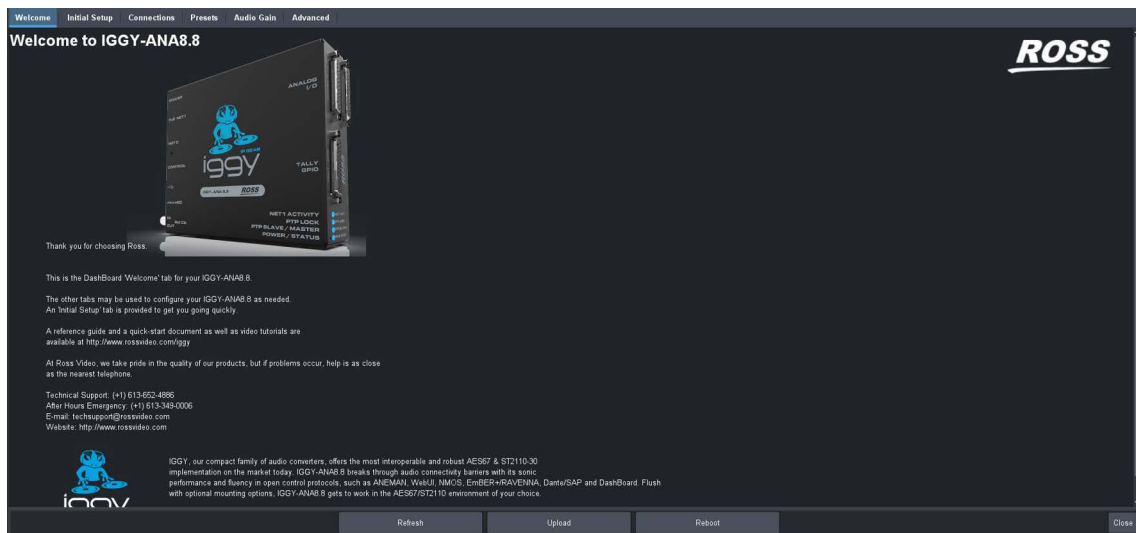 Welcome
Initial Setup
Connections
Presets
Audio Gain
Advanced
Welcome to IGGY-ANA8.8
ROSS
ANALOG
I/O
POWER
NET2
CONTROL
IP GEAR
iggy
TALLY
GPIO
IGGY-ANA8.8 ROSS
NET1 ACTIVITY
PTP LOCK
PTP SLAVE / MASTER
POWER / STATUS
Thank you for choosing Ross.
This is the DashBoard 'Welcome' tab for your IGGY-ANA8.8.
The other tabs may be used to configure your IGGY-ANA8.8 as needed.
An 'Initial Setup' tab is provided to get you going quickly.
A reference guide and a quick-start document as well as video tutorials are
available at http://www.rossvideo.com/iggy
At Ross Video, we take pride in the quality of our products, but if problems occur, help is as close
as the nearest telephone.
Technical Support: (+1) 613-652-4886
After Hours Emergency: (+1) 613-349-0006
E-mail: techsupport@rossvideo.com
Website: http://www.rossvideo.com
IGGY, our compact family of audio converters, offers the most interoperable and robust AES67 & ST2110-30
implementation on the market today. IGGY-ANA8.8 breaks through audio connectivity barriers with its sonic
performance and fluency in open control protocols, such as ANEMAN, WebUI, NMOS, EmBER+/RAVENNA, Dante/SAP and DashBoard. Flush
with optional mounting options, IGGY-ANA8.8 gets to work in the AES67/ST2110 environment of your choice.
iggy
Refresh
Upload
Reboot
Close